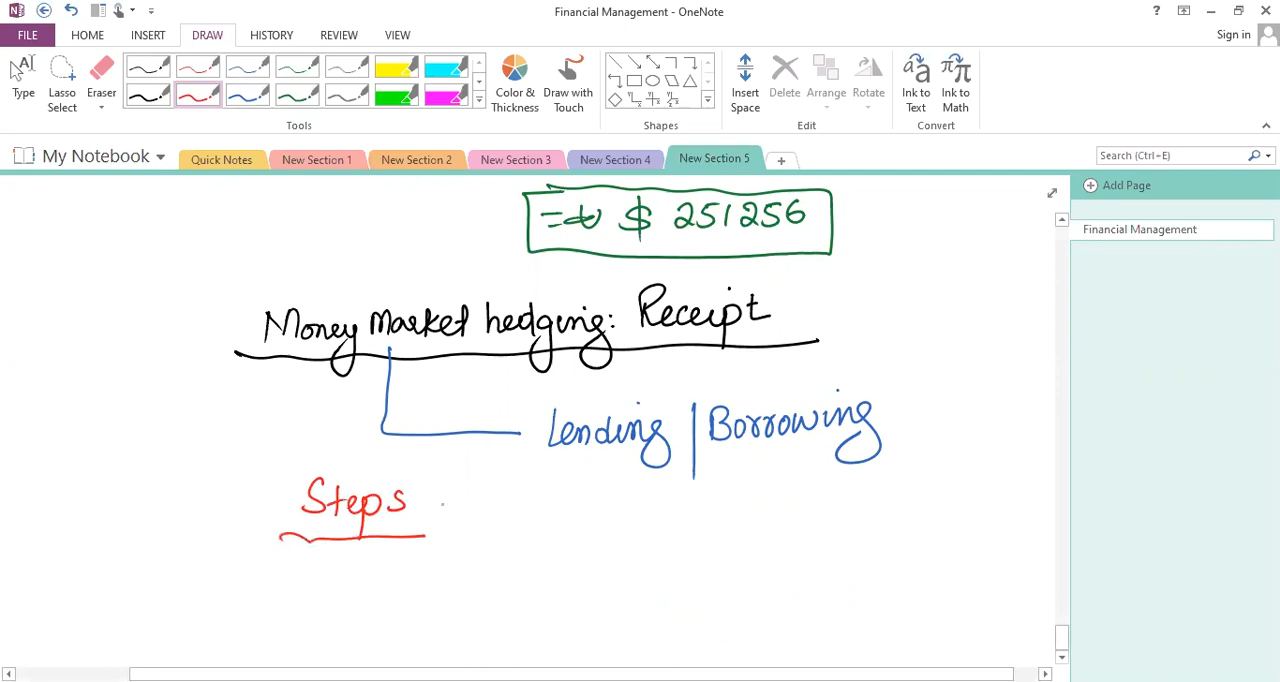 Financial Management - OneNote
? 
Sign in
FILE HOME INSERT DRAW HISTORY REVIEW VIEW
Type Lasso Select Eraser Color & Thickness Draw with Touch Insert Space Delete Arrange Rotate Ink to Text Ink to Math
Tools Shapes Edit Convert
My Notebook Quick Notes New Section 1 New Section 2 New Section 3 New Section 4 New Section 5 Search (Ctrl+E)
Add Page
Financial Management
$ 251256
Money Market hedging: Receipt
Lending | Borrowing
Steps